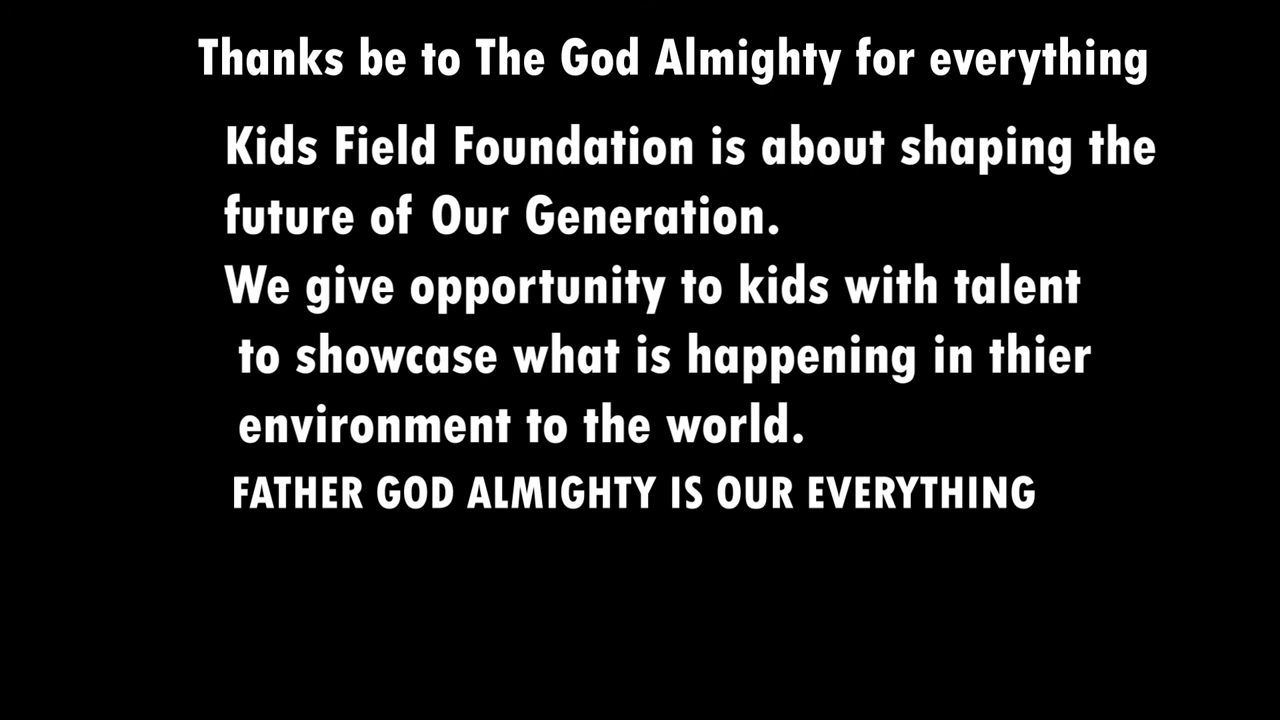 Thanks be to The God Almighty for everything
Kids Field Foundation is about shaping the
future of Our Generation.
We give opportunity to kids with talent
to showcase what is happening in thier
environment to the world.
FATHER GOD ALMIGHTY IS OUR EVERYTHING